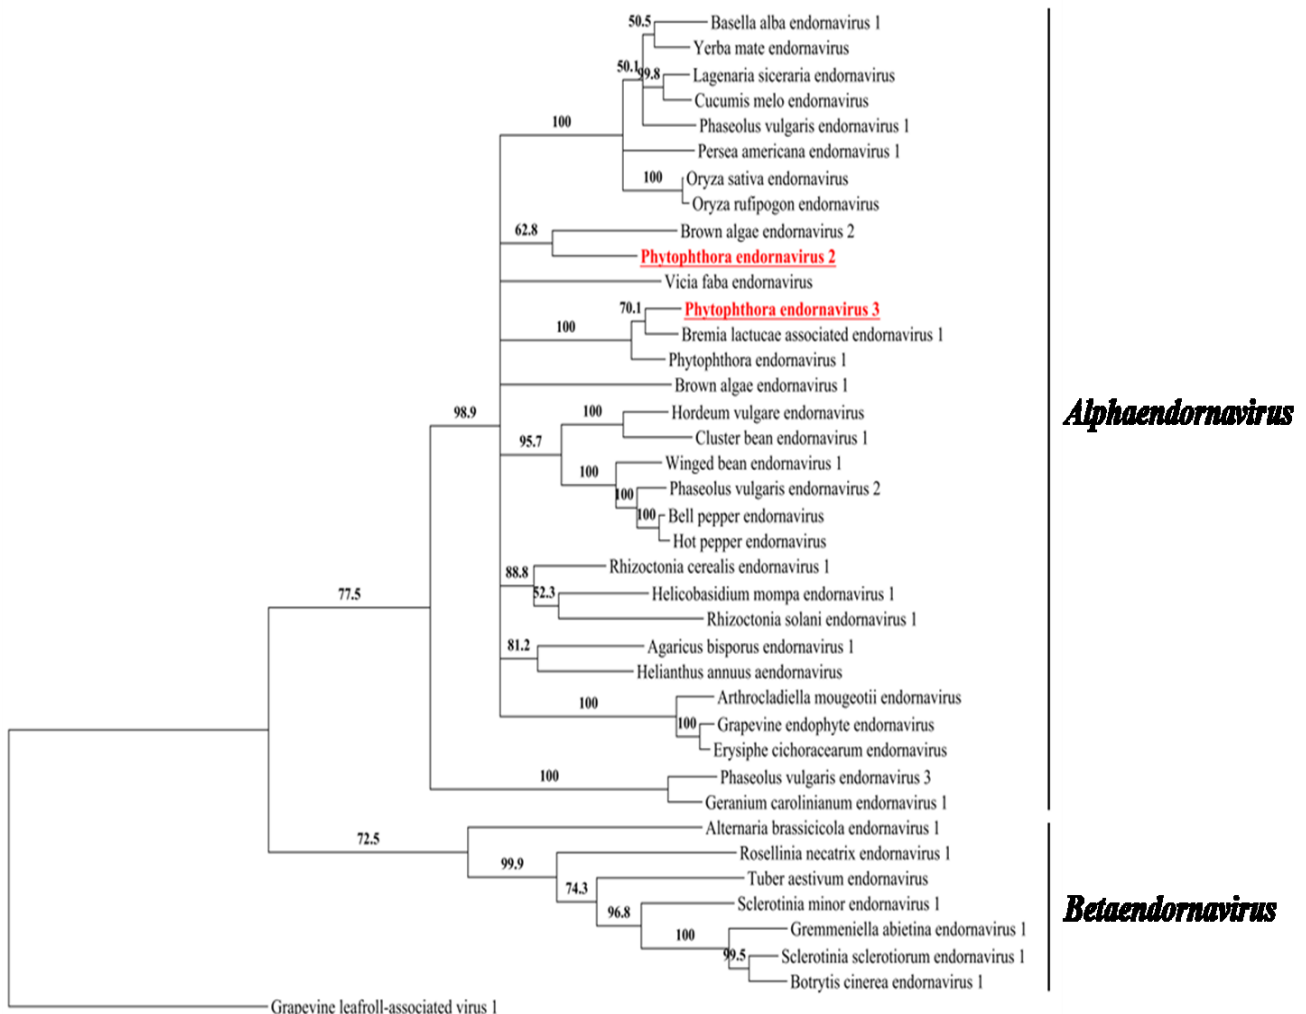 50.5
Basella alba endornavirus 1
Yerba mate endornavirus
50.1
99.8
Lagenaria siceraria endornavirus
Cucumis melo endornavirus
100
Phaseolus vulgaris endornavirus 1
Persea americana endornavirus 1
100
Oryza sativa endornavirus
Oryza rufipogon endornavirus
62.8
Brown algae endornavirus 2
Phytophthora endornavirus 2
Vicia faba endornavirus
70.1
Phytophthora endornavirus 3
100
Bremia lactucae associated endornavirus 1
Phytophthora endornavirus 1
Brown algae endornavirus 1
98.9
100
Hordeum vulgare endornavirus
Alphaendornavirus
95.7
Cluster bean endornavirus 1
100
Winged bean endornavirus 1
100
Phaseolus vulgaris endornavirus 2
100
Bell pepper endornavirus
Hot pepper endornavirus
88.8
Rhizoctonia cerealis endornavirus 1
77.5
52.3
Helicobasidium mompa endornavirus 1
Rhizoctonia solani endornavirus 1
81.2
Agaricus bisporus endornavirus 1
Helianthus annuus aendornavirus
100
Arthrocladiella mougeotii endornavirus
100
Grapevine endophyte endornavirus
Erysiphe cichoracearum endornavirus
100
Phaseolus vulgaris endornavirus 3
Geranium carolinianum endornavirus 1
72.5
Alternaria brassicicola endornavirus 1
99.9
Rosellinia necatrix endornavirus 1
74.3
Tuber aestivum endornavirus
96.8
Sclerotinia minor endornavirus 1
Betaendornavirus
100
Gremmeniella abietina endornavirus 1
99.5
Sclerotinia sclerotiorum endornavirus 1
Botrytis cinerea endornavirus 1
Grapevine leafroll-associated virus 1